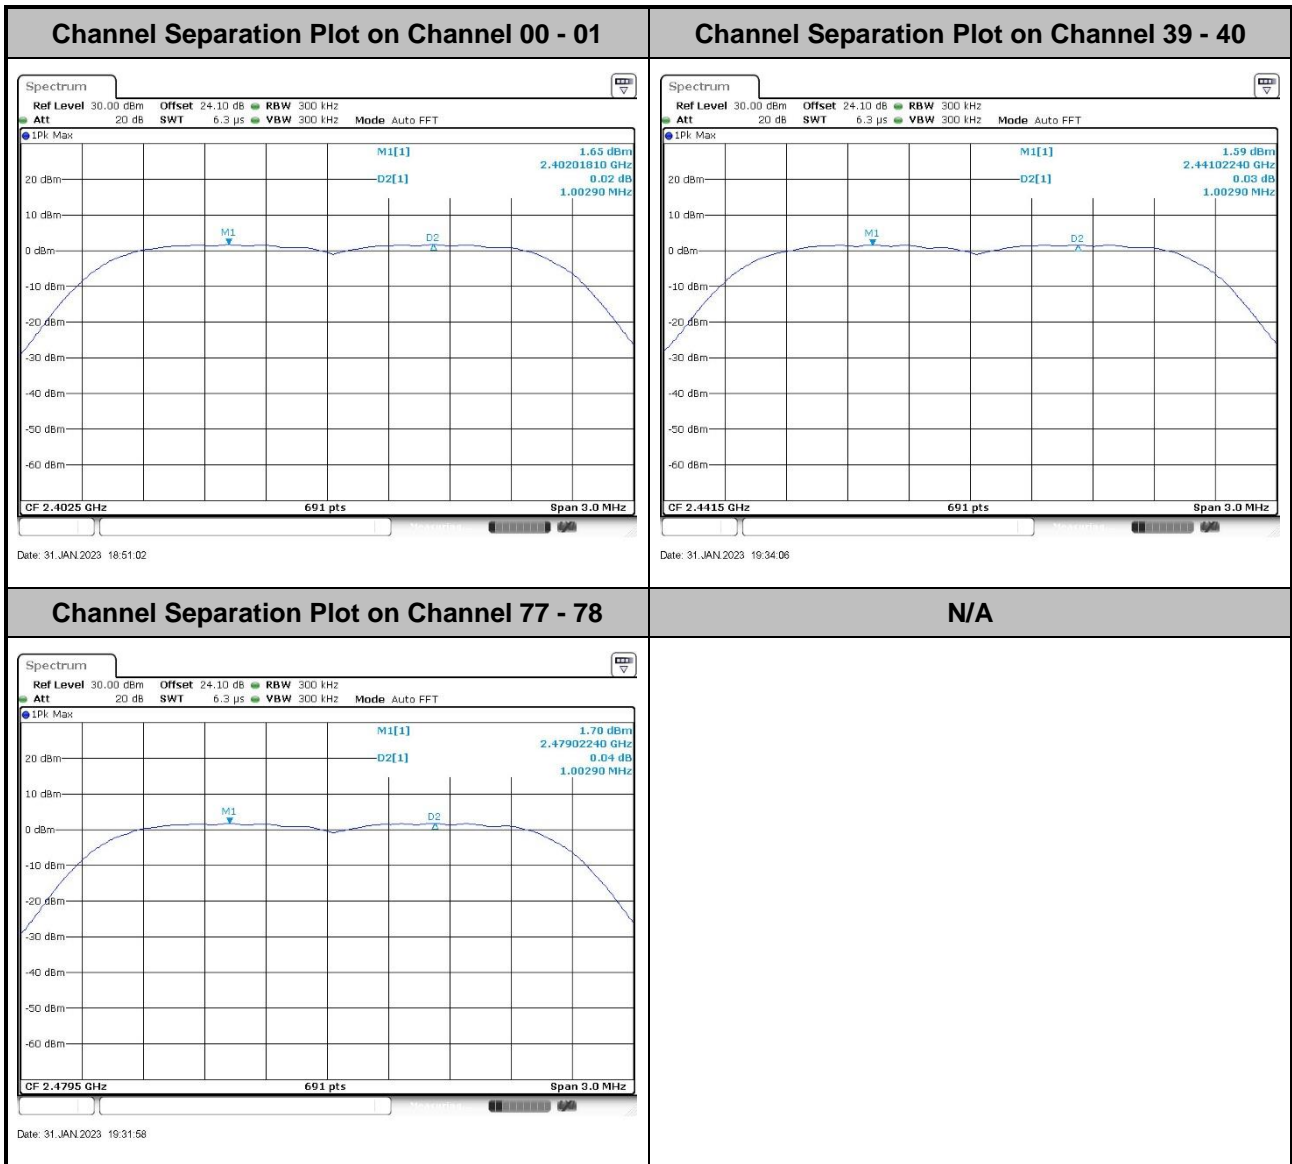 Channel Separation Plot on Channel 00 - 01
Channel Separation Plot on Channel 39 - 40
Spectrum
Ref Level 30.00 dBm Offset 24.10 dB RBW 300 kHz
Att 20 dB SWT 6.3 µs VBW 300 kHz Mode Auto FFT
1Pk Max
M1[1] 1.65 dBm
2.40201810 GHz
D2[1] 0.02 dB
1.00290 MHz
20 dBm
10 dBm
M1
D2
0 dBm
-10 dBm
-20 dBm
-30 dBm
-40 dBm
-50 dBm
-60 dBm
CF 2.4025 GHz 691 pts Span 3.0 MHz
Date: 31.JAN.2023 18:51:02
Spectrum
Ref Level 30.00 dBm Offset 24.10 dB RBW 300 kHz
Att 20 dB SWT 6.3 µs VBW 300 kHz Mode Auto FFT
1Pk Max
M1[1] 1.59 dBm
2.44102240 GHz
D2[1] 0.03 dB
1.00290 MHz
20 dBm
10 dBm
M1
D2
0 dBm
-10 dBm
-20 dBm
-30 dBm
-40 dBm
-50 dBm
-60 dBm
CF 2.4415 GHz 691 pts Span 3.0 MHz
Date: 31.JAN.2023 19:34:06
Channel Separation Plot on Channel 77 - 78
N/A
Spectrum
Ref Level 30.00 dBm Offset 24.10 dB RBW 300 kHz
Att 20 dB SWT 6.3 µs VBW 300 kHz Mode Auto FFT
1Pk Max
M1[1] 1.70 dBm
2.47902240 GHz
D2[1] 0.04 dB
1.00290 MHz
20 dBm
10 dBm
M1
D2
0 dBm
-10 dBm
-20 dBm
-30 dBm
-40 dBm
-50 dBm
-60 dBm
CF 2.4795 GHz 691 pts Span 3.0 MHz
Date: 31.JAN.2023 19:31:58